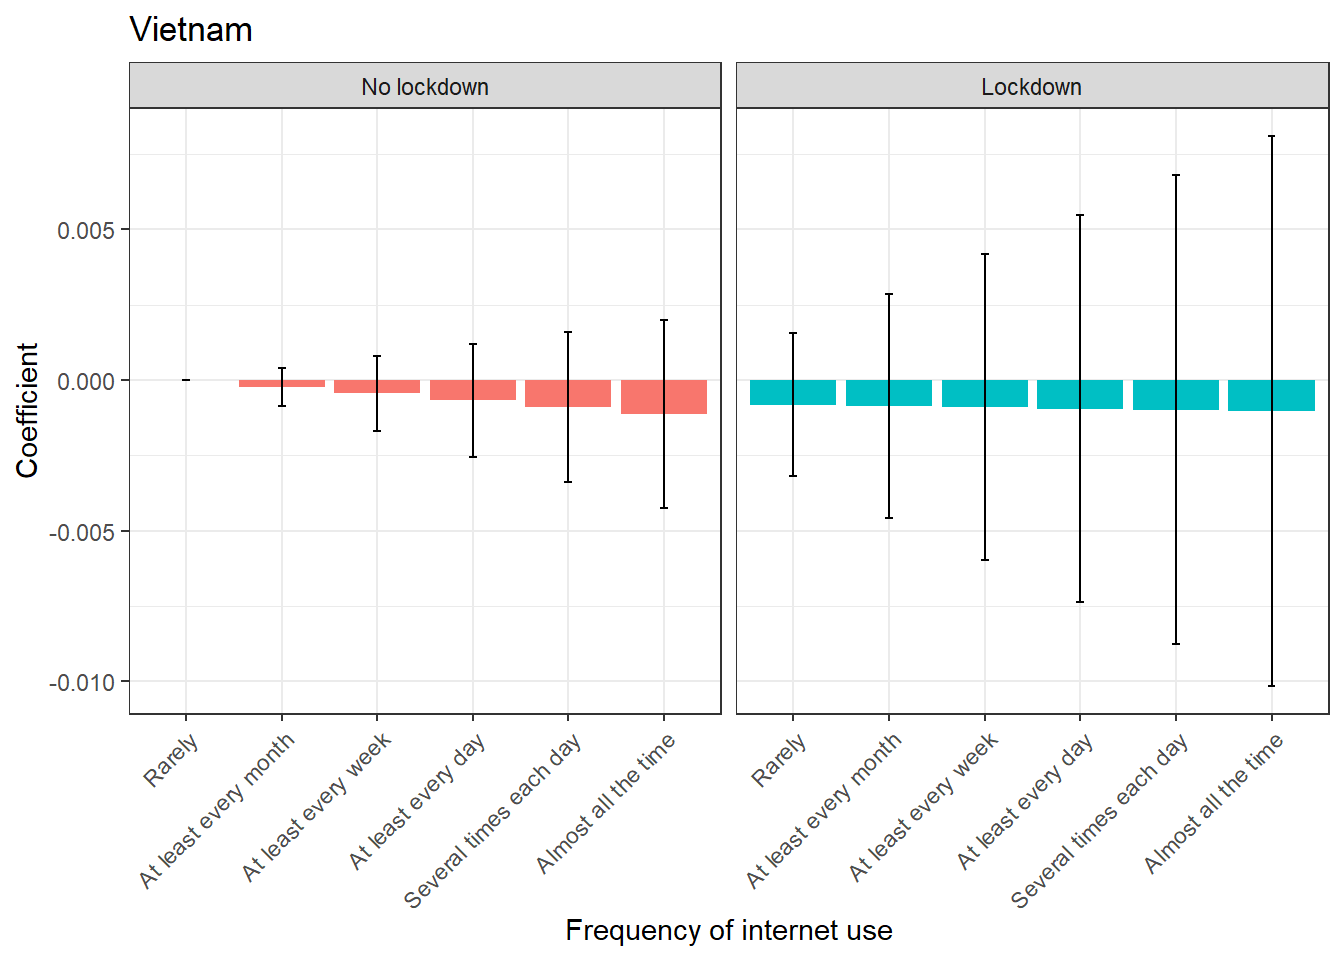 Vietnam
No lockdown
Lockdown
Coefficient
0.005
0.000
-0.005
-0.010
Rarely
At least every month
At least every week
At least every day
Several times each day
Almost all the time
Rarely
At least every month
At least every week
At least every day
Several times each day
Almost all the time
Frequency of internet use